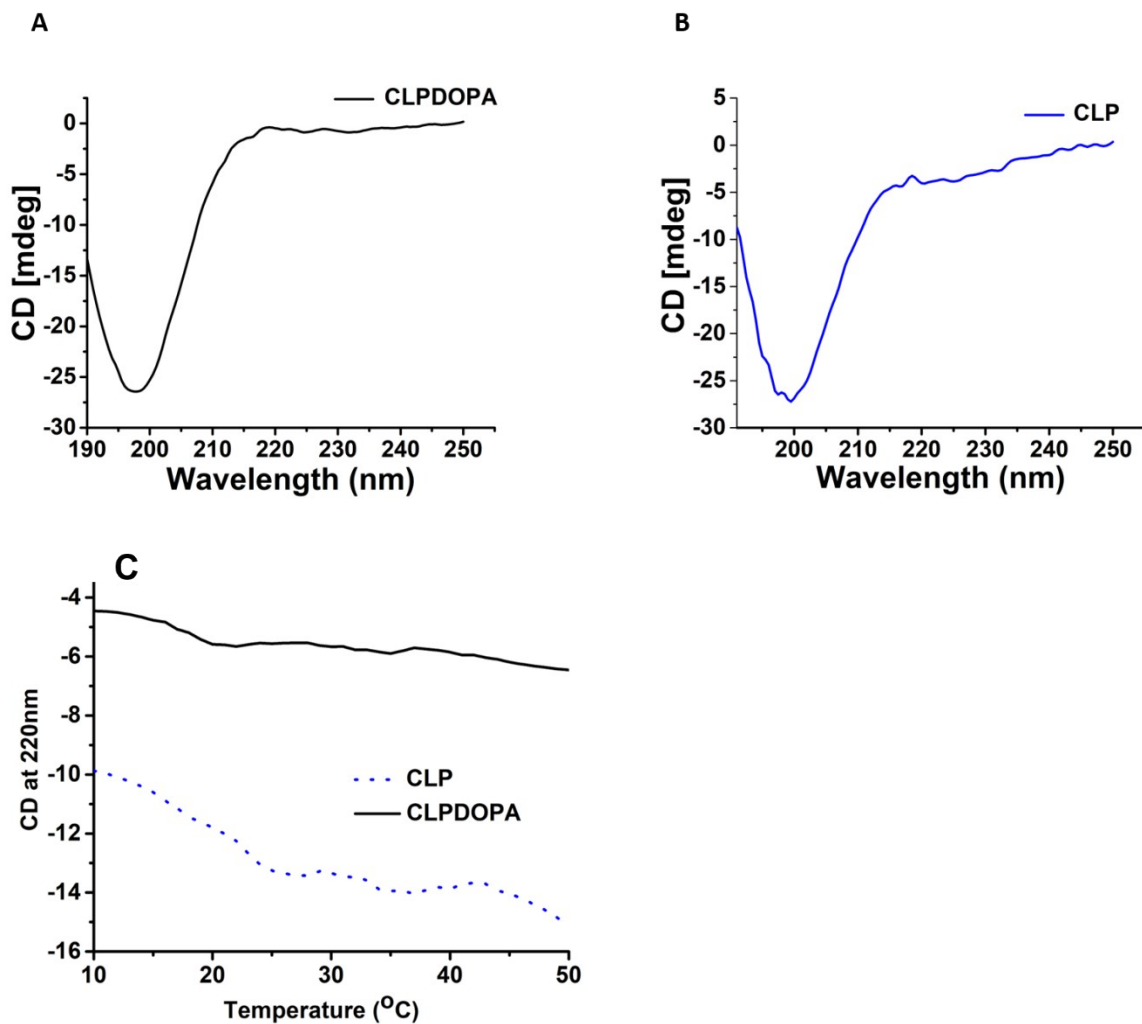 A
CLPDOPA
0
-5
-10
-15
-20
-25
-30
190 200 210 220 230 240 250
Wavelength (nm)
CD [mdeg]
B
CLP
5
0
-5
-10
-15
-20
-25
-30
200 210 220 230 240 250
Wavelength (nm)
CD [mdeg]
C
-4
-6
-8
-10
-12
-14
-16
CLP
CLPDOPA
10 20 30 40 50
Temperature (ºC)
CD at 220nm